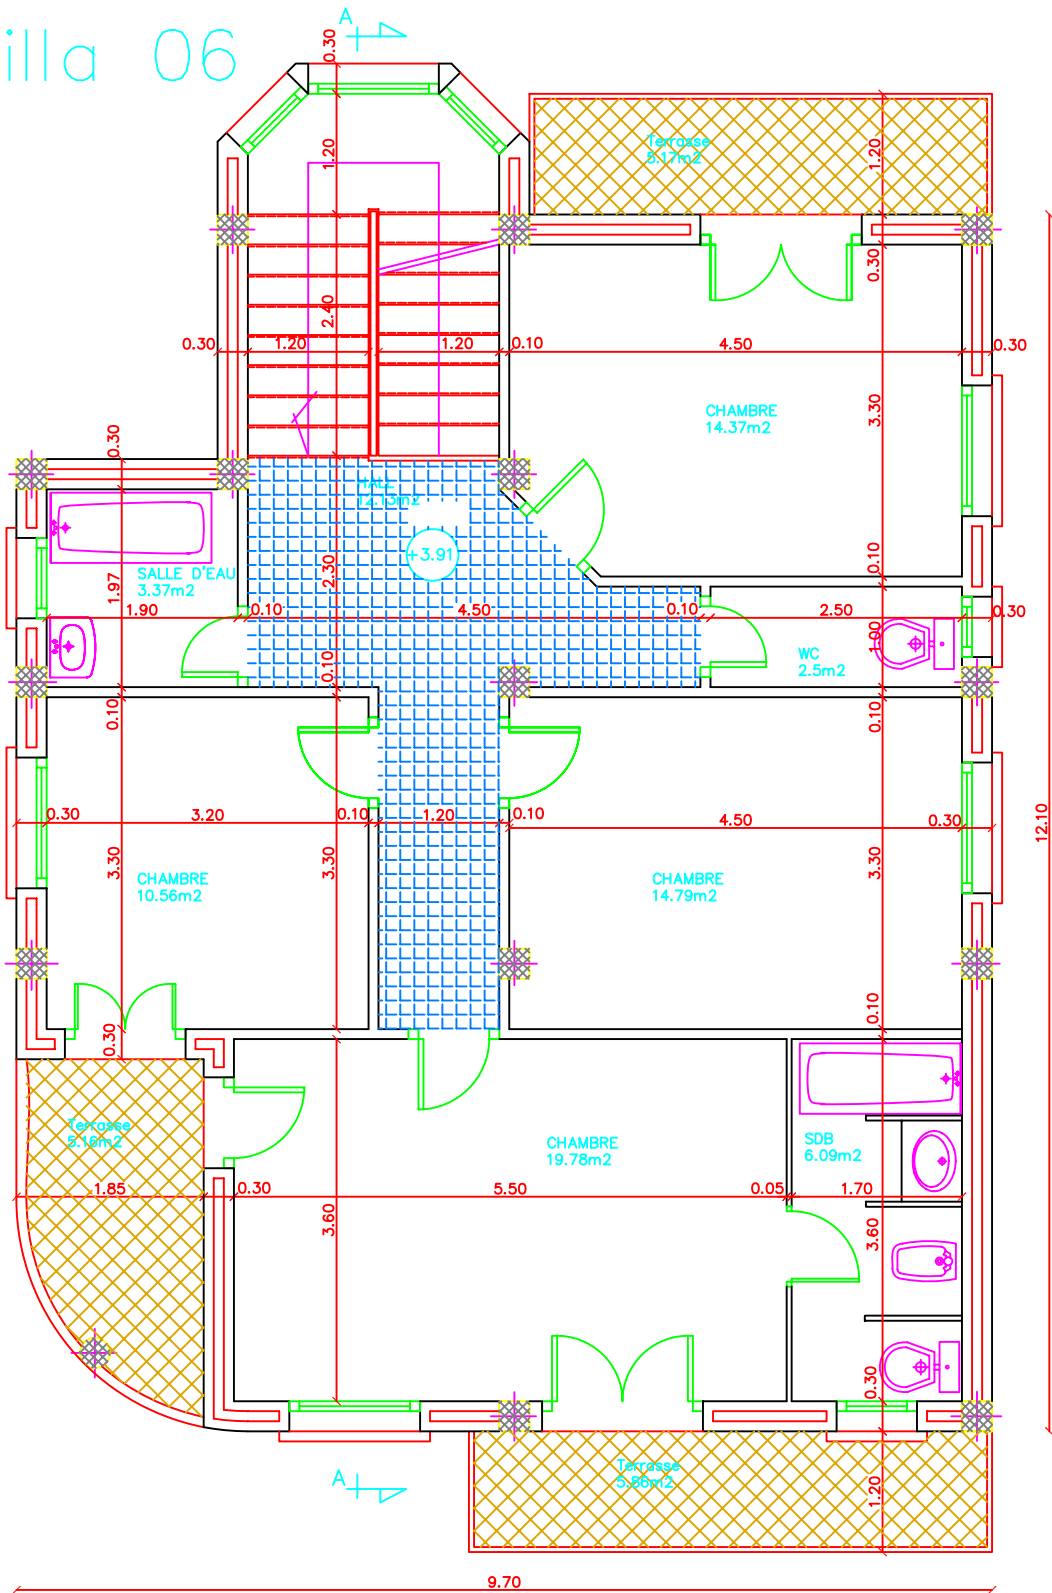 illa 06
A
0.30
Terrasse
5.17m2
1.20
1.20
0.30
2.40
0.30
1.20
1.20
0.10
4.50
0.30
CHAMBRE
14.37m2
3.30
0.30
HALL
12.13m2
+3.91
SALLE D'EAU
3.37m2
1.97
2.30
0.10
1.90
0.10
4.50
0.10
2.50
0.30
1.00
WC
2.5m2
0.10
0.10
0.10
0.30
3.20
0.10
1.20
0.10
4.50
0.30
12.10
3.30
3.30
3.30
CHAMBRE
10.56m2
CHAMBRE
14.79m2
0.10
0.30
Terrasse
5.16m2
CHAMBRE
19.78m2
SDB
6.09m2
1.85
0.30
5.50
0.05
1.70
3.60
3.60
0.30
A
Terrasse
5.86m2
1.20
9.70